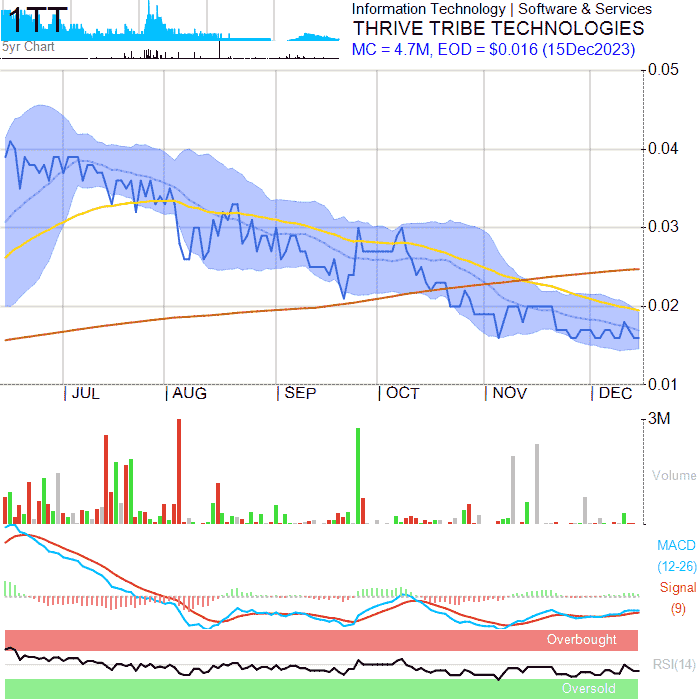 1TT
Information Technology | Software & Services
THRIVE TRIBE TECHNOLOGIES
5yr Chart
MC = 4.7M, EOD = $0.016 (15Dec2023)
0.05
0.04
0.03
0.02
0.01
JUL AUG SEP OCT NOV DEC
3M
Volume
MACD
(12-26)
Signal
(9)
Overbought
RSI(14)
Oversold